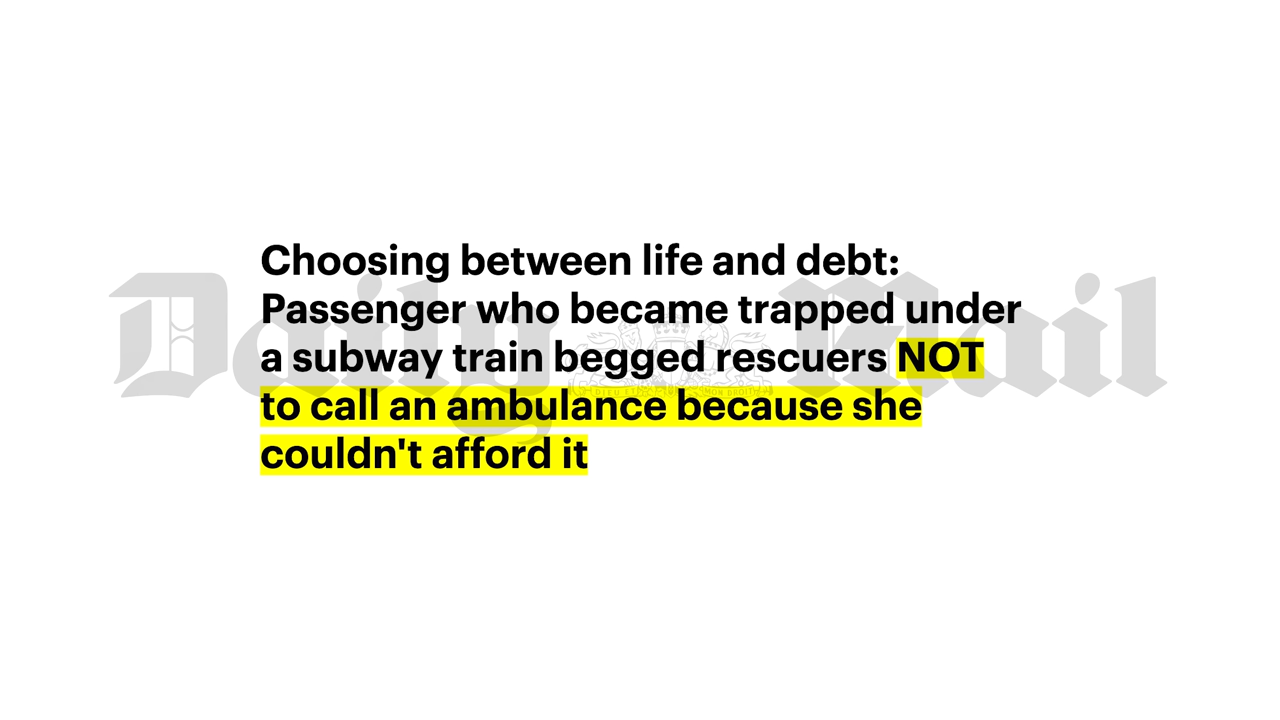 Choosing between life and debt:
Passenger who became trapped under
a subway train begged rescuers NOT
to call an ambulance because she
couldn't afford it
Daily Mail